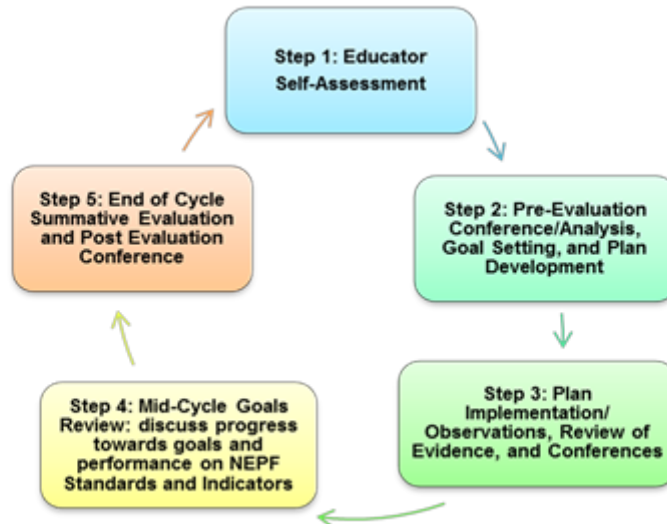 Step 1: Educator
Self-Assessment
Step 2: Pre-Evaluation
Conference/Analysis,
Goal Setting, and Plan
Development
Step 3: Plan
Implementation/
Observations, Review of
Evidence, and Conferences
Step 4: Mid-Cycle Goals
Review: discuss progress
towards goals and
performance on NEPF
Standards and Indicators
Step 5: End of Cycle
Summative Evaluation
and Post Evaluation
Conference